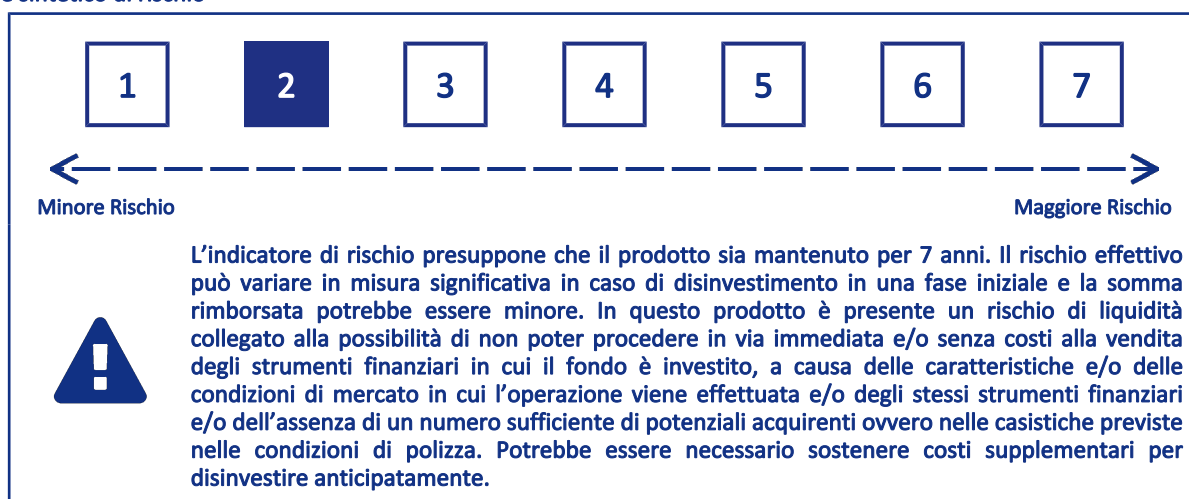 sintetico di rischio
1 2 3 4 5 6 7
Minore Rischio Maggiore Rischio
L'indicatore di rischio presuppone che il prodotto sia mantenuto per 7 anni. Il rischio effettivo
può variare in misura significativa in caso di disinvestimento in una fase iniziale e la somma
rimborsata potrebbe essere minore. In questo prodotto è presente un rischio di liquidità
collegato alla possibilità di non poter procedere in via immediata e/o senza costi alla vendita
degli strumenti finanziari in cui il fondo è investito, a causa delle caratteristiche e/o delle
condizioni di mercato in cui l'operazione viene effettuata e/o degli stessi strumenti finanziari
e/o dell'assenza di un numero sufficiente di potenziali acquirenti ovvero nelle casistiche previste
nelle condizioni di polizza. Potrebbe essere necessario sostenere costi supplementari per
disinvestire anticipatamente.